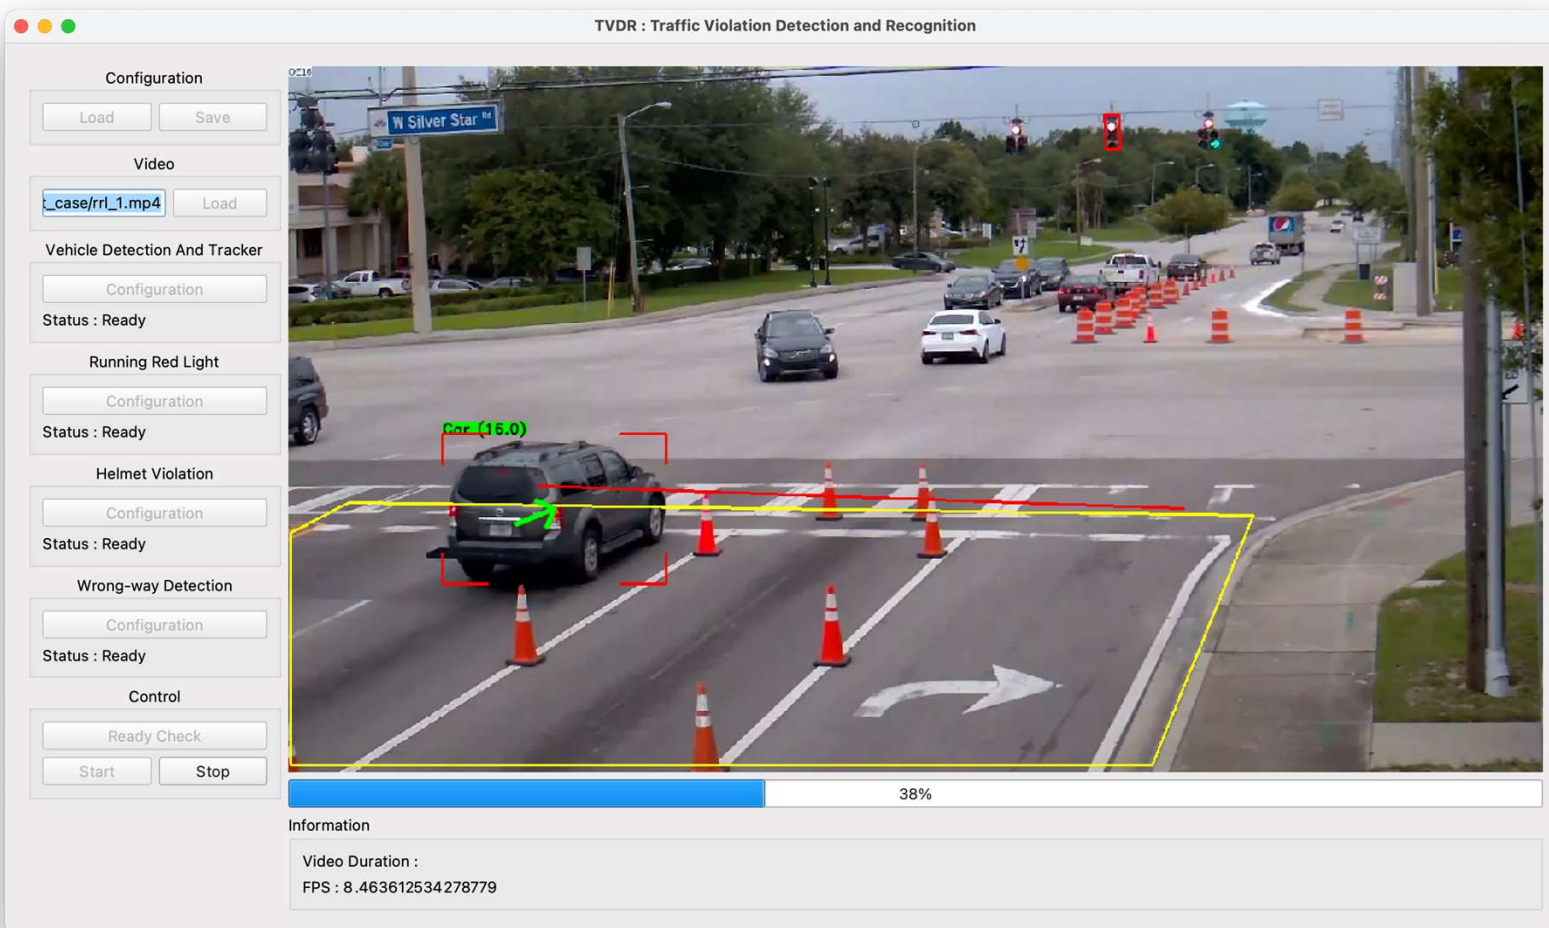 TVDR : Traffic Violation Detection and Recognition
Configuration
Load
Save
Video
t_case/rrl_1.mp4
Load
Vehicle Detection And Tracker
Configuration
Status : Ready
Running Red Light
Configuration
Status : Ready
Helmet Violation
Configuration
Status : Ready
Wrong-way Detection
Configuration
Status : Ready
Control
Ready Check
Start
Stop
W Silver Star Rd
Car (16.0)
38%
Information
Video Duration :
FPS : 8.463612534278779